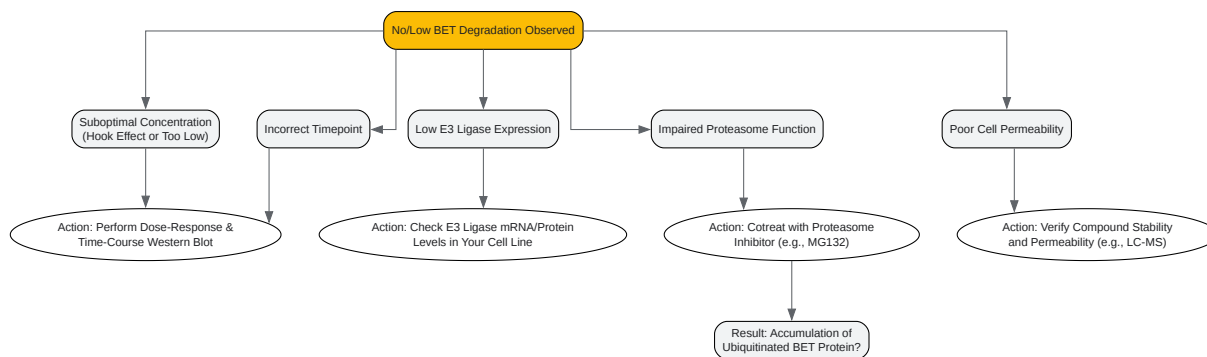 No/Low BET Degradation Observed
Suboptimal Concentration
(Hook Effect or Too Low)
Incorrect Timepoint
Low E3 Ligase Expression
Impaired Proteasome Function
Poor Cell Permeability
Action: Perform Dose-Response &
Time-Course Western Blot
Action: Check E3 Ligase mRNA/Protein
Levels in Your Cell Line
Action: Cotreat with Proteasome
Inhibitor (e.g., MG132)
Action: Verify Compound Stability
and Permeability (e.g., LC-MS)
Result: Accumulation of
Ubiquitinated BET Protein?